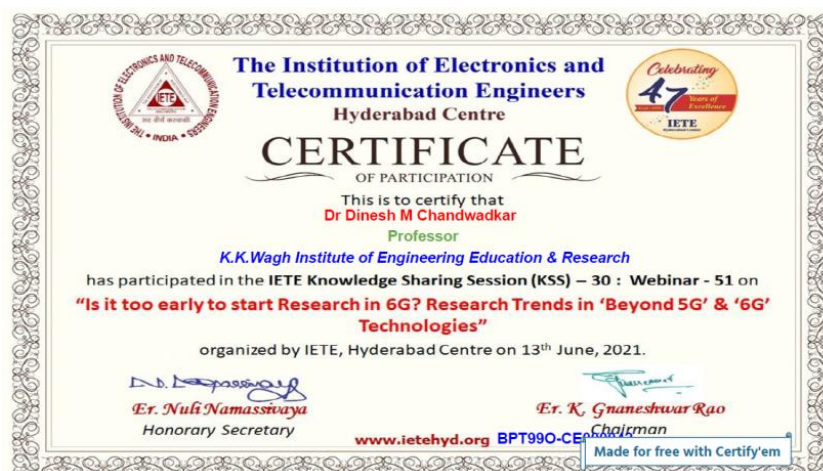 THE INSTITUTION OF ELECTRONICS AND TELECOMMUNICATION ENGINEERS
IETE
• INDIA •
The Institution of Electronics and
Telecommunication Engineers
Hyderabad Centre
Celebrating
47
Years of
Excellence
IETE
CERTIFICATE
OF PARTICIPATION
This is to certify that
Dr Dinesh M Chandwadkar
Professor
K.K.Wagh Institute of Engineering Education & Research
has participated in the IETE Knowledge Sharing Session (KSS) – 30 : Webinar - 51 on
“Is it too early to start Research in 6G? Research Trends in ‘Beyond 5G’ & ‘6G’
Technologies”
organized by IETE, Hyderabad Centre on 13th June, 2021.
Er. Nuli Namassivaya
Honorary Secretary
Er. K. Gnaneshwar Rao
Chairman
www.ietehyd.org
Made for free with Certify'em